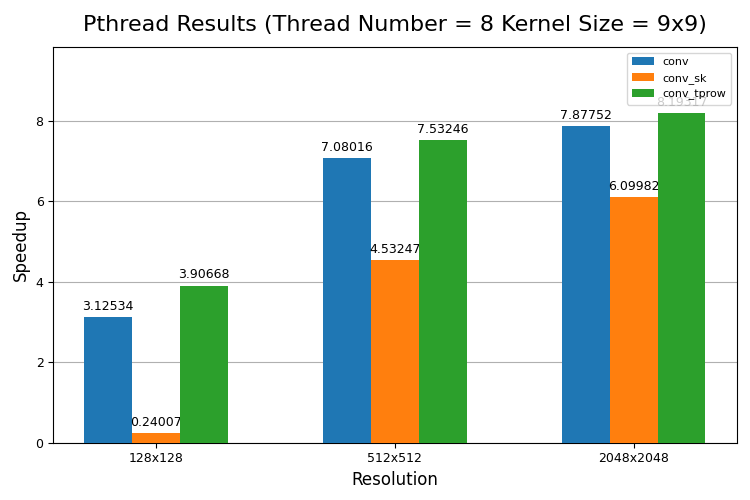 Pthread Results (Thread Number = 8 Kernel Size = 9x9)
conv
conv_sk
conv_tprow
Speedup
8
6
4
2
0
3.12534
0.24007
3.90668
7.08016
4.53247
7.53246
7.87752
6.09982
128x128
512x512
2048x2048
Resolution